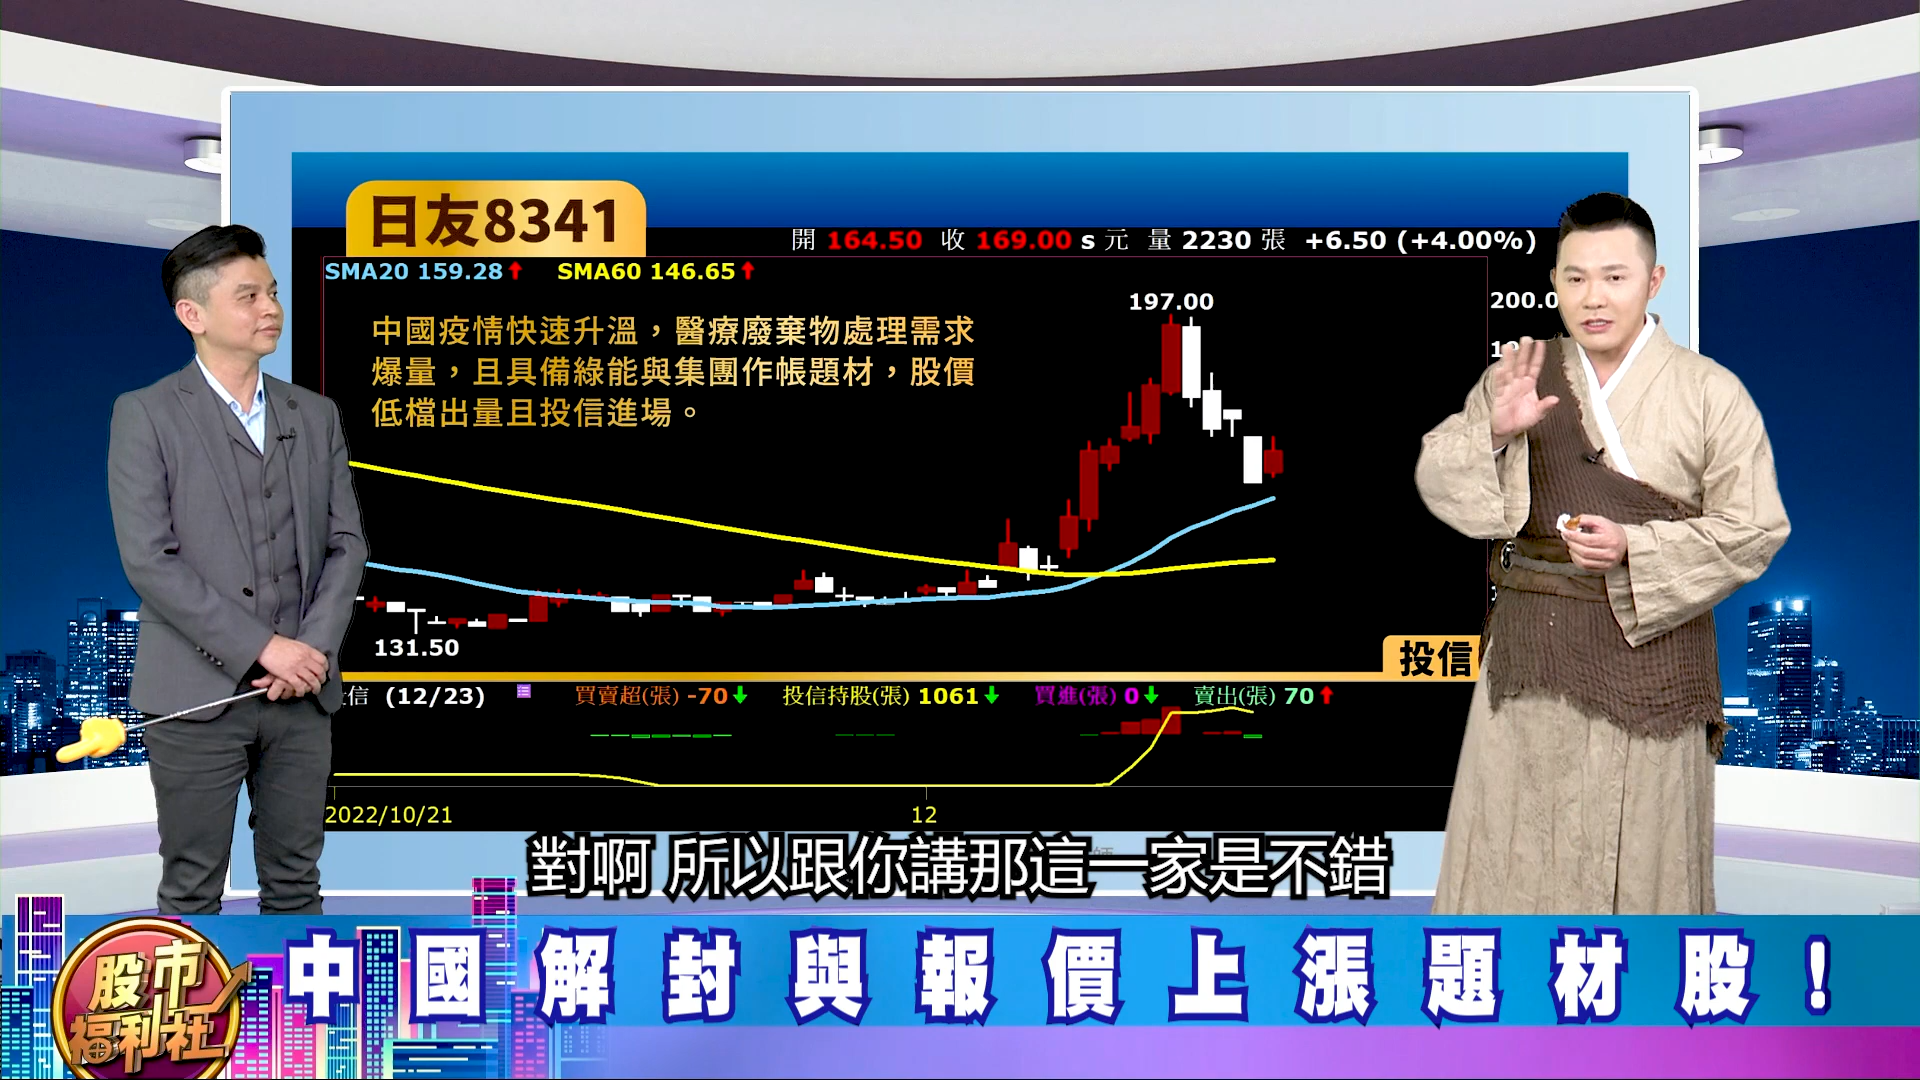 日友8341
開 164.50 收 169.00 s 元 量 2230 張 +6.50 (+4.00%)
SMA20 159.28↑ SMA60 146.65↑
197.00
200.0
中國疫情快速升溫，醫療廢棄物處理需求
爆量，且具備綠能與集團作帳題材，股價
低檔出量且投信進場。
131.50
投信
信 (12/23) 買賣超(張) -70↓ 投信持股(張) 1061↓ 買進(張) 0↓ 賣出(張) 70↑
2022/10/21 12
對啊 所以跟你講那這一家是不錯
股市
福利社
中國解封與報價上漲題材股！